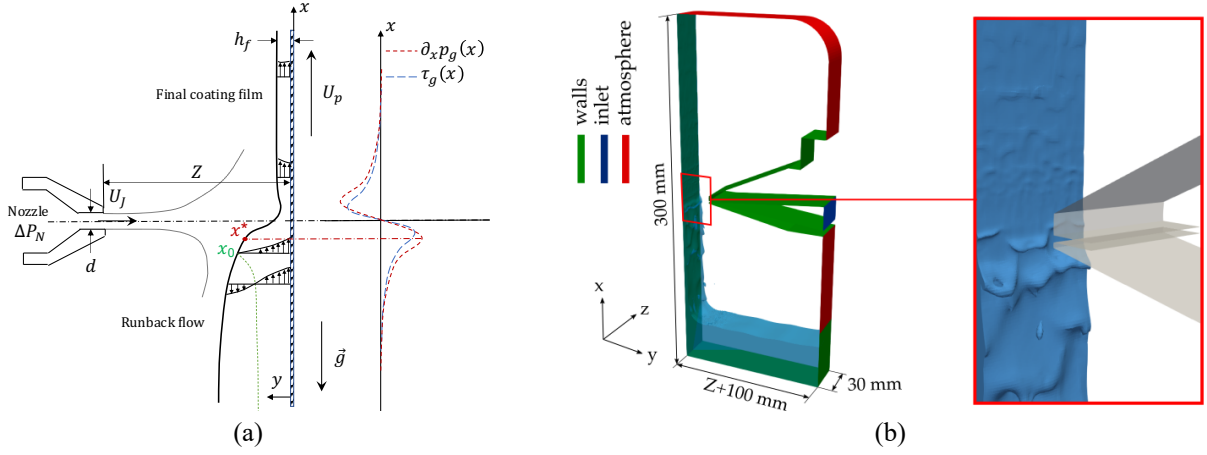 x
h_f
x
∂_x p_g(x)
τ_g(x)
U_p
Final coating film
Z
U_J
Nozzle
ΔP_N
x*
x_0
d
Runback flow
g⃗
y
(a)
walls
inlet
atmosphere
300 mm
x
z
y
Z+100 mm
30 mm
(b)